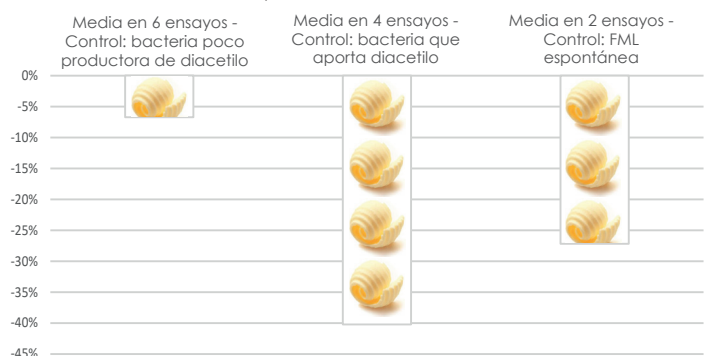 Media en 6 ensayos -
Control: bacteria poco
productora de diacetilo
Media en 4 ensayos -
Control: bacteria que
aporta diacetilo
Media en 2 ensayos -
Control: FML
espontánea
0%
-5%
-10%
-15%
-20%
-25%
-30%
-35%
-40%
-45%